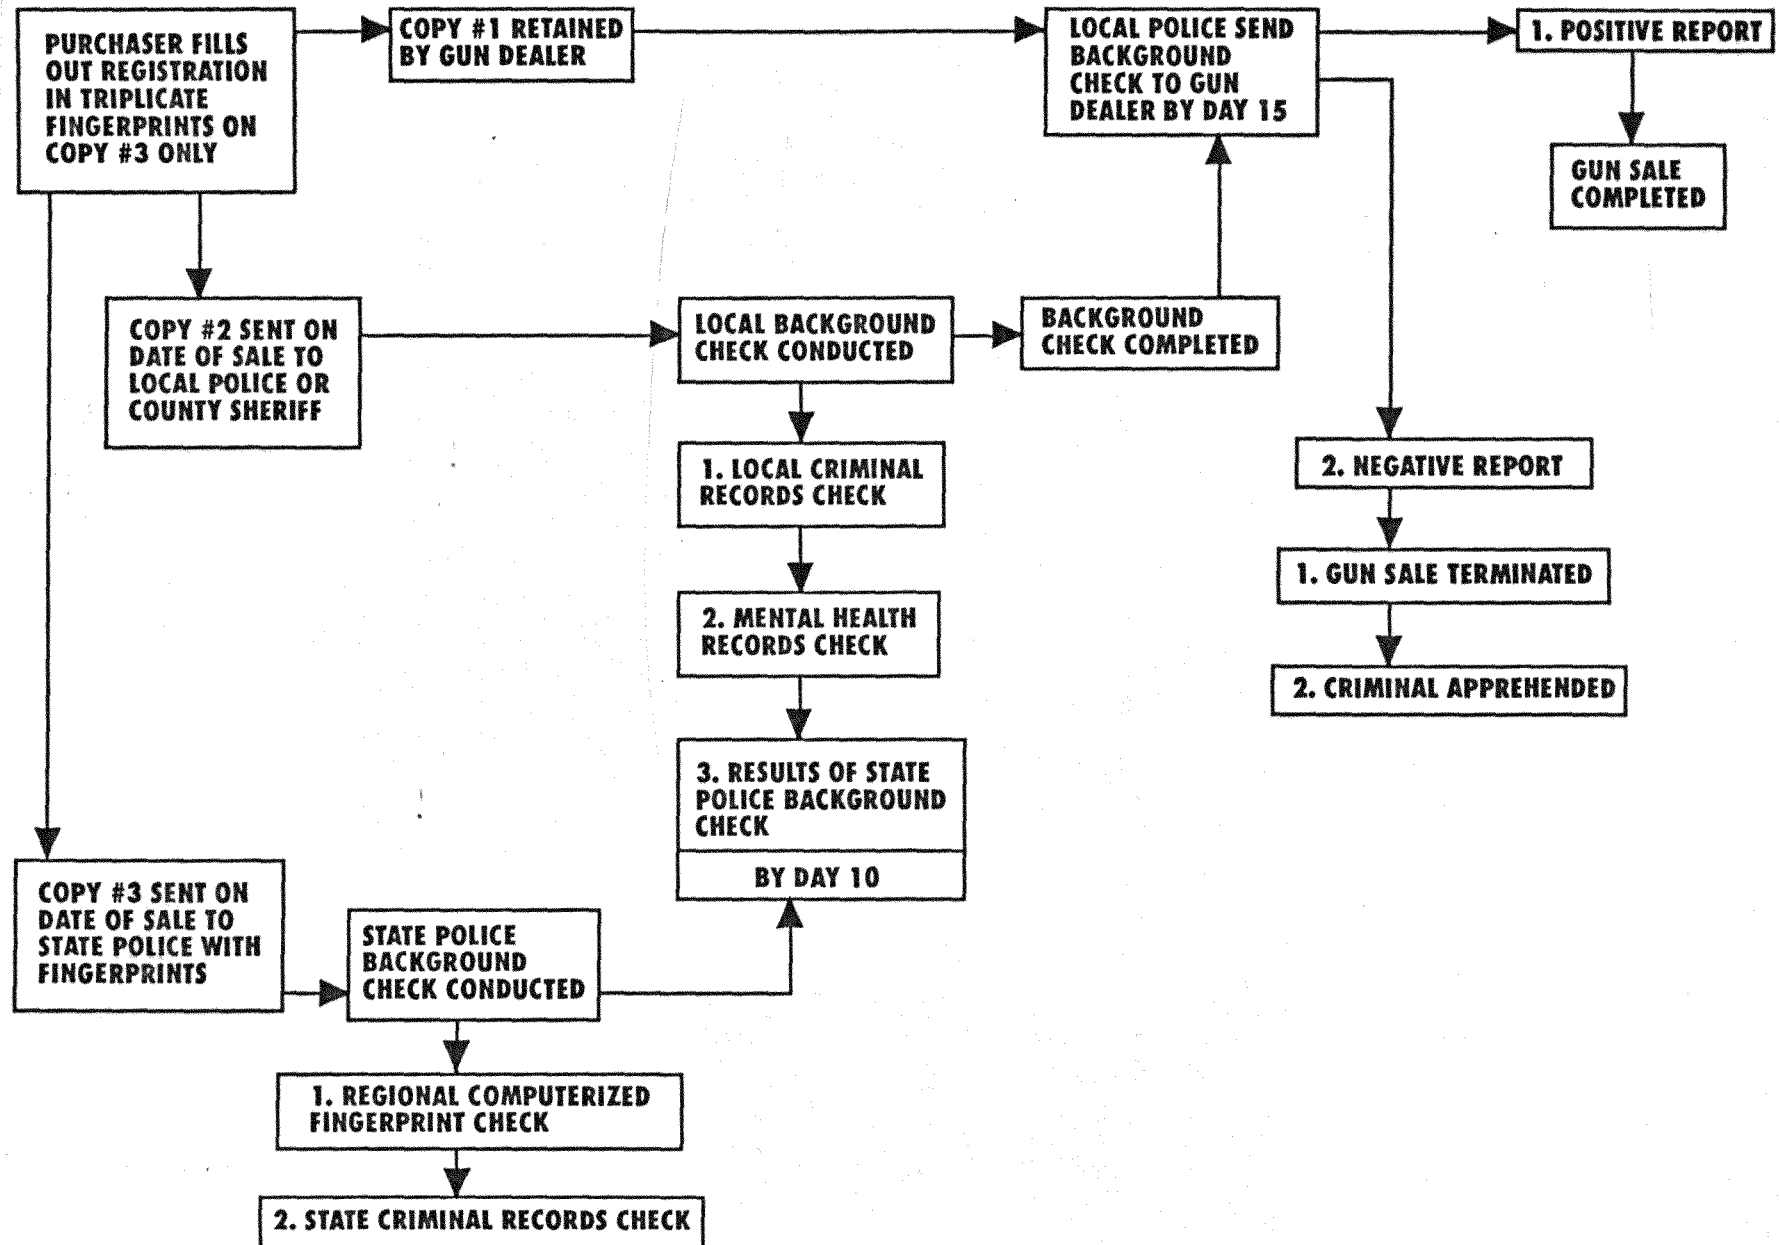 PURCHASER FILLS
OUT REGISTRATION
IN TRIPLICATE
FINGERPRINTS ON
COPY #3 ONLY
COPY #1 RETAINED
BY GUN DEALER
LOCAL POLICE SEND
BACKGROUND
CHECK TO GUN
DEALER BY DAY 15
1. POSITIVE REPORT
GUN SALE
COMPLETED
COPY #2 SENT ON
DATE OF SALE TO
LOCAL POLICE OR
COUNTY SHERIFF
LOCAL BACKGROUND
CHECK CONDUCTED
BACKGROUND
CHECK COMPLETED
1. LOCAL CRIMINAL
RECORDS CHECK
2. MENTAL HEALTH
RECORDS CHECK
3. RESULTS OF STATE
POLICE BACKGROUND
CHECK
BY DAY 10
2. NEGATIVE REPORT
1. GUN SALE TERMINATED
2. CRIMINAL APPREHENDED
COPY #3 SENT ON
DATE OF SALE TO
STATE POLICE WITH
FINGERPRINTS
STATE POLICE
BACKGROUND
CHECK CONDUCTED
1. REGIONAL COMPUTERIZED
FINGERPRINT CHECK
2. STATE CRIMINAL RECORDS CHECK